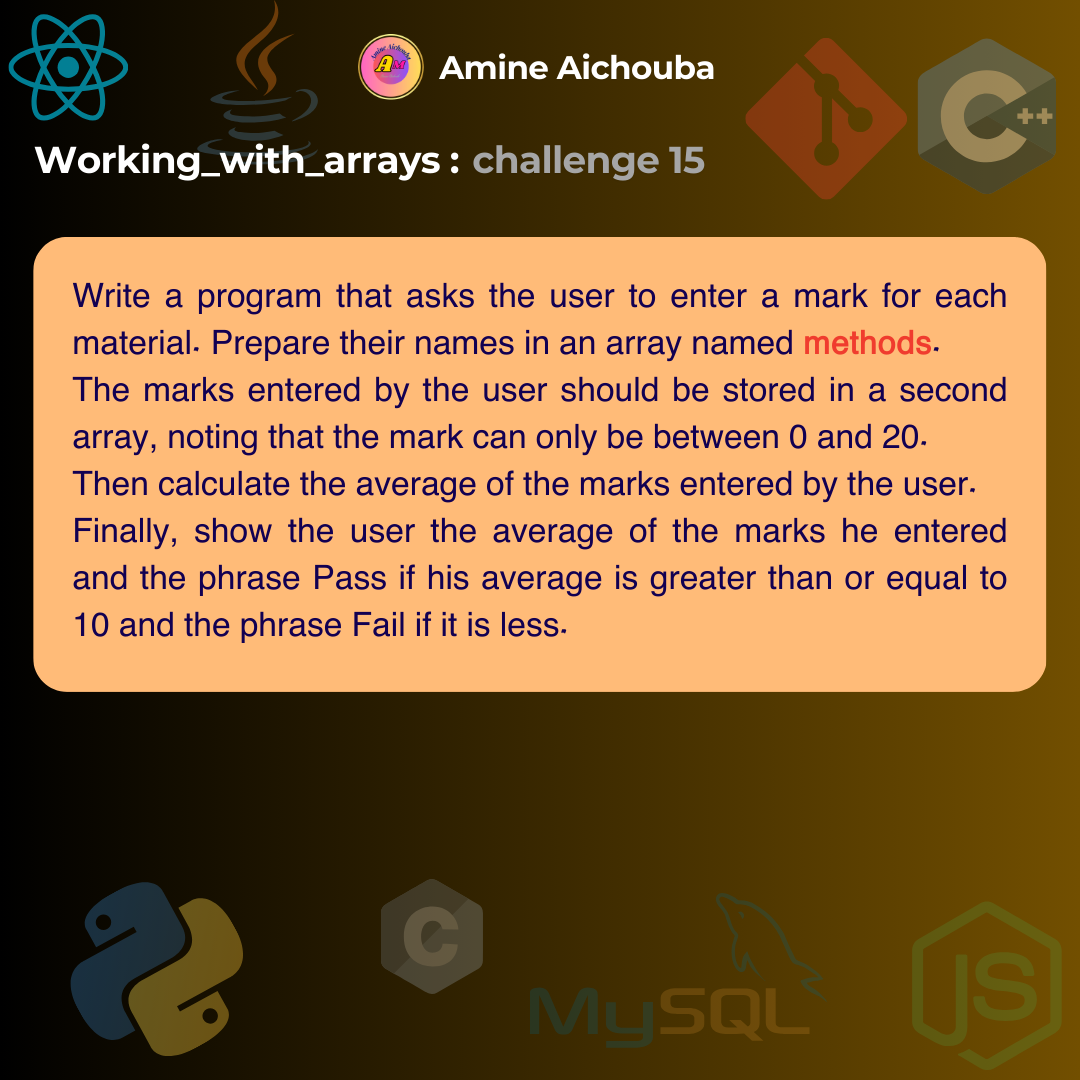 Amine Aichouba
Amine Aichouba
AM
C ++
Working_with_arrays : challenge 15
Write a program that asks the user to enter a mark for each
material. Prepare their names in an array named methods.
The marks entered by the user should be stored in a second
array, noting that the mark can only be between 0 and 20.
Then calculate the average of the marks entered by the user.
Finally, show the user the average of the marks he entered
and the phrase Pass if his average is greater than or equal to
10 and the phrase Fail if it is less.
C
MySQL
JS